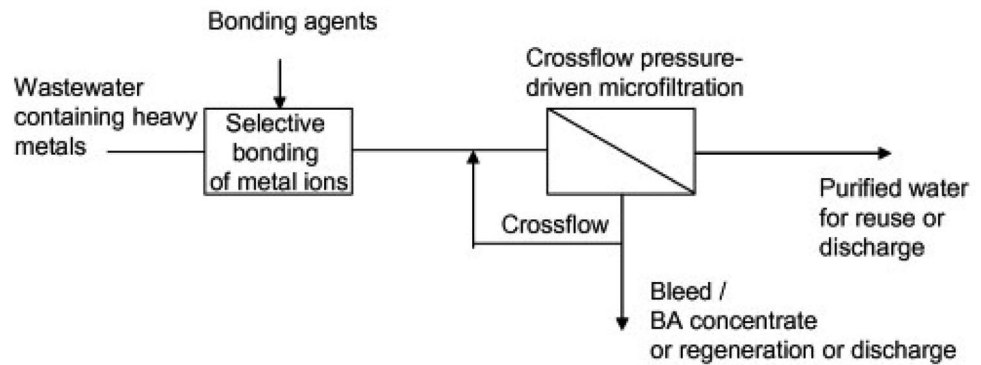 Bonding agents
Wastewater
containing heavy
metals
Selective
bonding
of metal ions
Crossflow pressure-
driven microfiltration
Crossflow
Purified water
for reuse or
discharge
Bleed /
BA concentrate
or regeneration or discharge